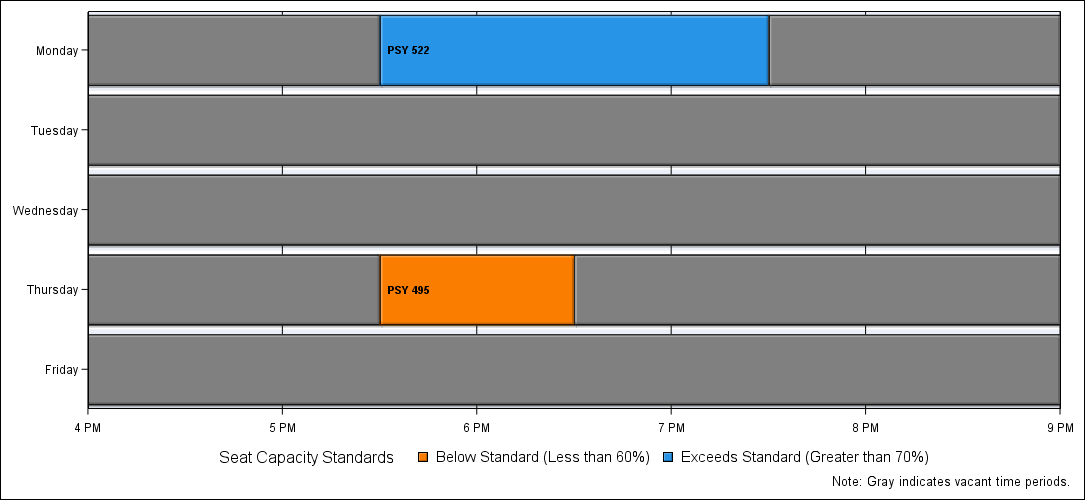 Monday
PSY 522
Tuesday
Wednesday
Thursday
PSY 495
Friday
4 PM 5 PM 6 PM 7 PM 8 PM 9 PM
Seat Capacity Standards Below Standard (Less than 60%) Exceeds Standard (Greater than 70%)
Note: Gray indicates vacant time periods.